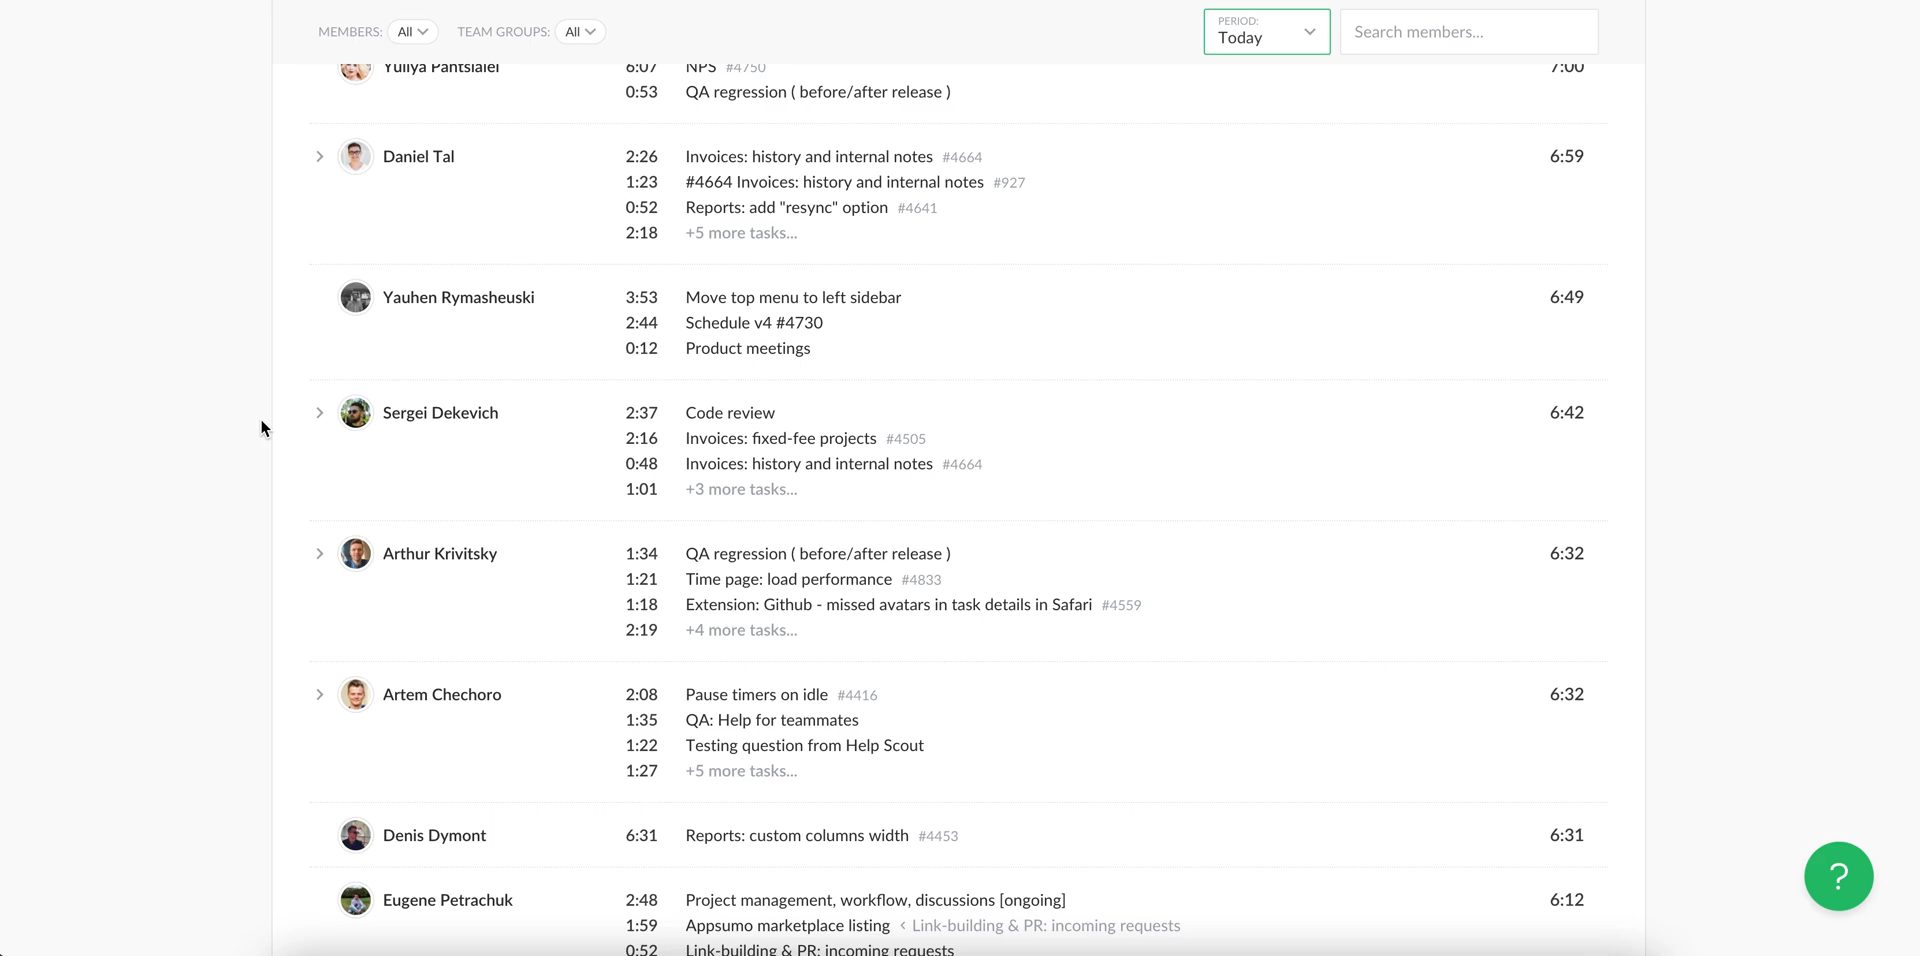 MEMBERS: All TEAM GROUPS: All PERIOD: Today Search members...
Yuliya Pantsialei 6:07 NPS #4750 7:00
0:53 QA regression ( before/after release )
Daniel Tal 2:26 Invoices: history and internal notes #4664 6:59
1:23 #4664 Invoices: history and internal notes #927
0:52 Reports: add "resync" option #4641
2:18 +5 more tasks...
Yauhen Rymasheuski 3:53 Move top menu to left sidebar 6:49
2:44 Schedule v4 #4730
0:12 Product meetings
Sergei Dekevich 2:37 Code review 6:42
2:16 Invoices: fixed-fee projects #4505
0:48 Invoices: history and internal notes #4664
1:01 +3 more tasks...
Arthur Krivitsky 1:34 QA regression ( before/after release ) 6:32
1:21 Time page: load performance #4833
1:18 Extension: Github - missed avatars in task details in Safari #4559
2:19 +4 more tasks...
Artem Chechoro 2:08 Pause timers on idle #4416 6:32
1:35 QA: Help for teammates
1:22 Testing question from Help Scout
1:27 +5 more tasks...
Denis Dymont 6:31 Reports: custom columns width #4453 6:31
Eugene Petrachuk 2:48 Project management, workflow, discussions [ongoing] 6:12
1:59 Appsumo marketplace listing < Link-building & PR: incoming requests
0:52 Link-building & PR: incoming requests
?